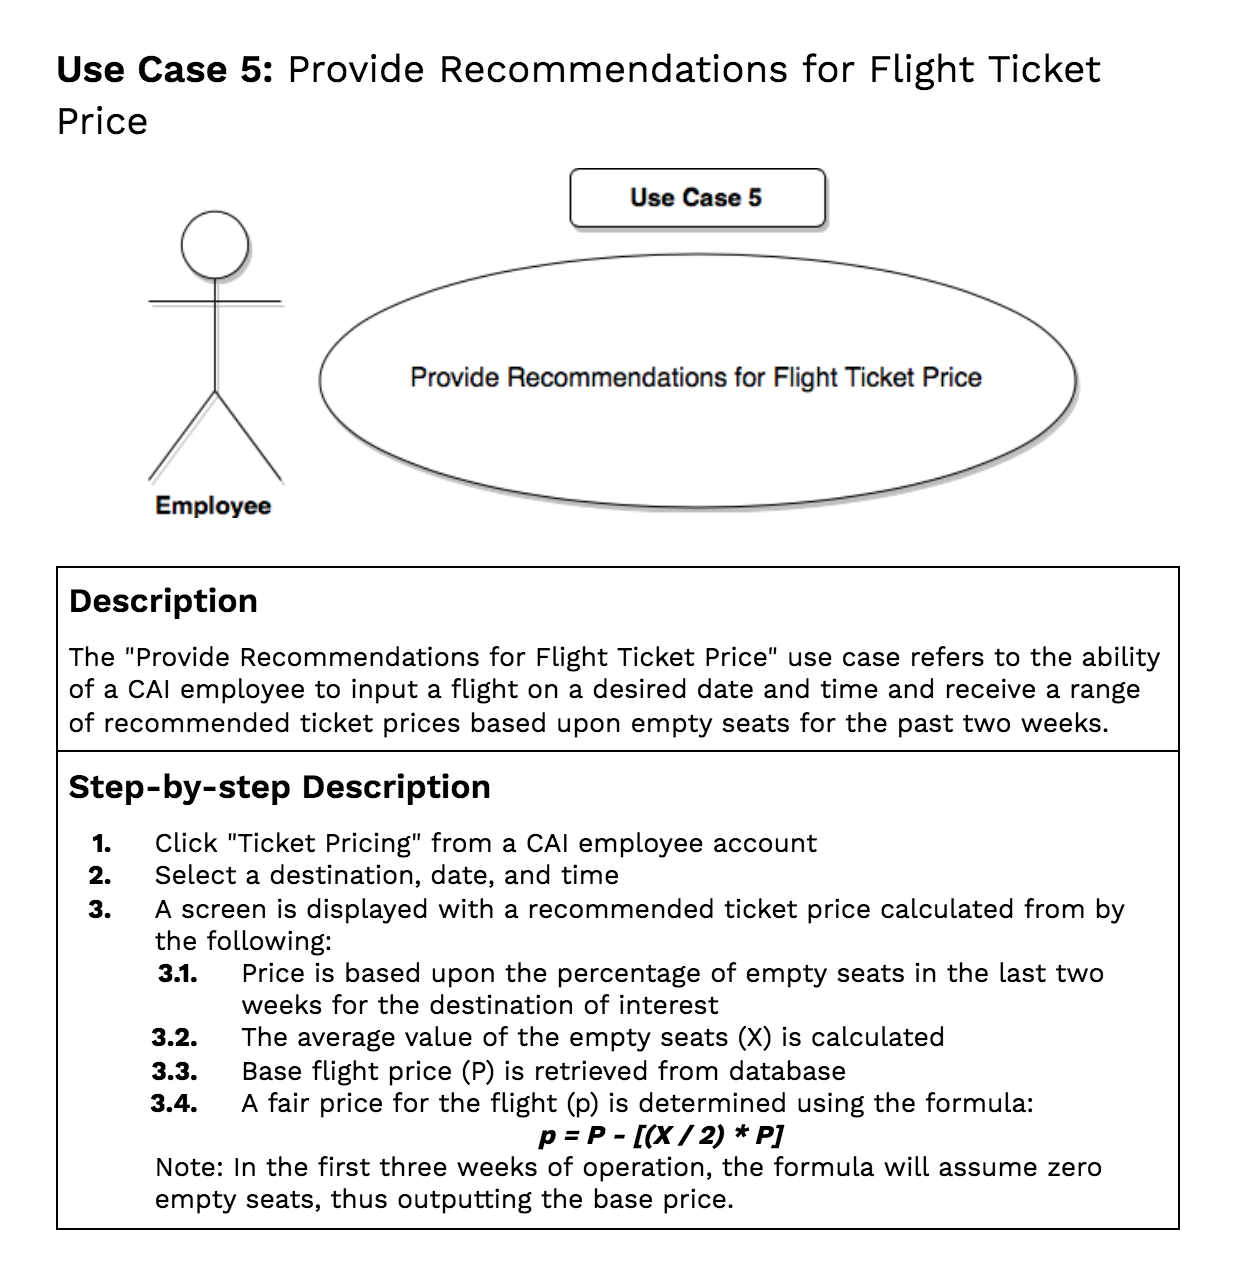 Use Case 5: Provide Recommendations for Flight Ticket
Price
Use Case 5
Provide Recommendations for Flight Ticket Price
Employee
Description
The "Provide Recommendations for Flight Ticket Price" use case refers to the ability
of a CAI employee to input a flight on a desired date and time and receive a range
of recommended ticket prices based upon empty seats for the past two weeks.
Step-by-step Description
1. Click "Ticket Pricing" from a CAI employee account
2. Select a destination, date, and time
3. A screen is displayed with a recommended ticket price calculated from by
the following:
3.1. Price is based upon the percentage of empty seats in the last two
weeks for the destination of interest
3.2. The average value of the empty seats (X) is calculated
3.3. Base flight price (P) is retrieved from database
3.4. A fair price for the flight (p) is determined using the formula:
p = P - [(X / 2) * P]
Note: In the first three weeks of operation, the formula will assume zero
empty seats, thus outputting the base price.